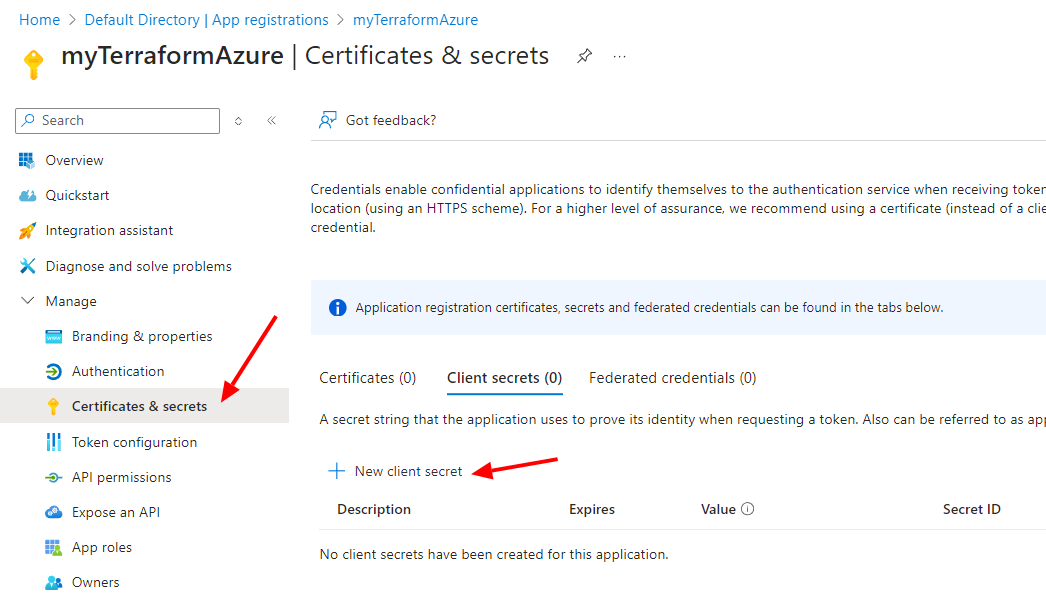 Home > Default Directory | App registrations > myTerraformAzure
myTerraformAzure | Certificates & secrets
Search
Got feedback?
Overview
Quickstart
Integration assistant
Diagnose and solve problems
Manage
Branding & properties
Authentication
Certificates & secrets
Token configuration
API permissions
Expose an API
App roles
Owners
Credentials enable confidential applications to identify themselves to the authentication service when receiving token
location (using an HTTPS scheme). For a higher level of assurance, we recommend using a certificate (instead of a clie
credential.
Application registration certificates, secrets and federated credentials can be found in the tabs below.
Certificates (0) Client secrets (0) Federated credentials (0)
A secret string that the application uses to prove its identity when requesting a token. Also can be referred to as app
New client secret
Description Expires Value Secret ID
No client secrets have been created for this application.